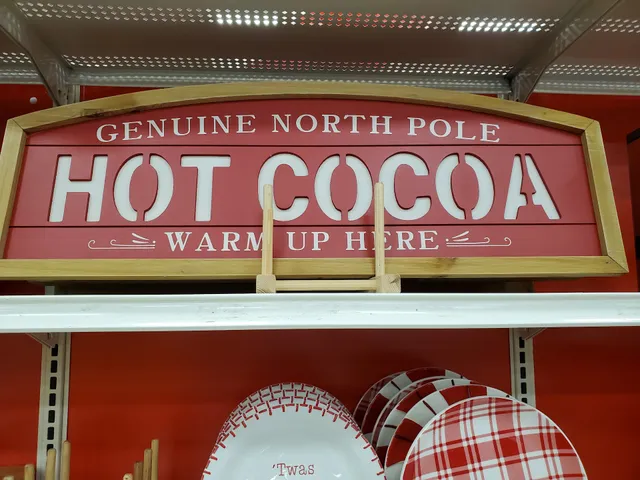 GENUINE NORTH POLE
HOT COCOA
WARM UP HERE
'Twas